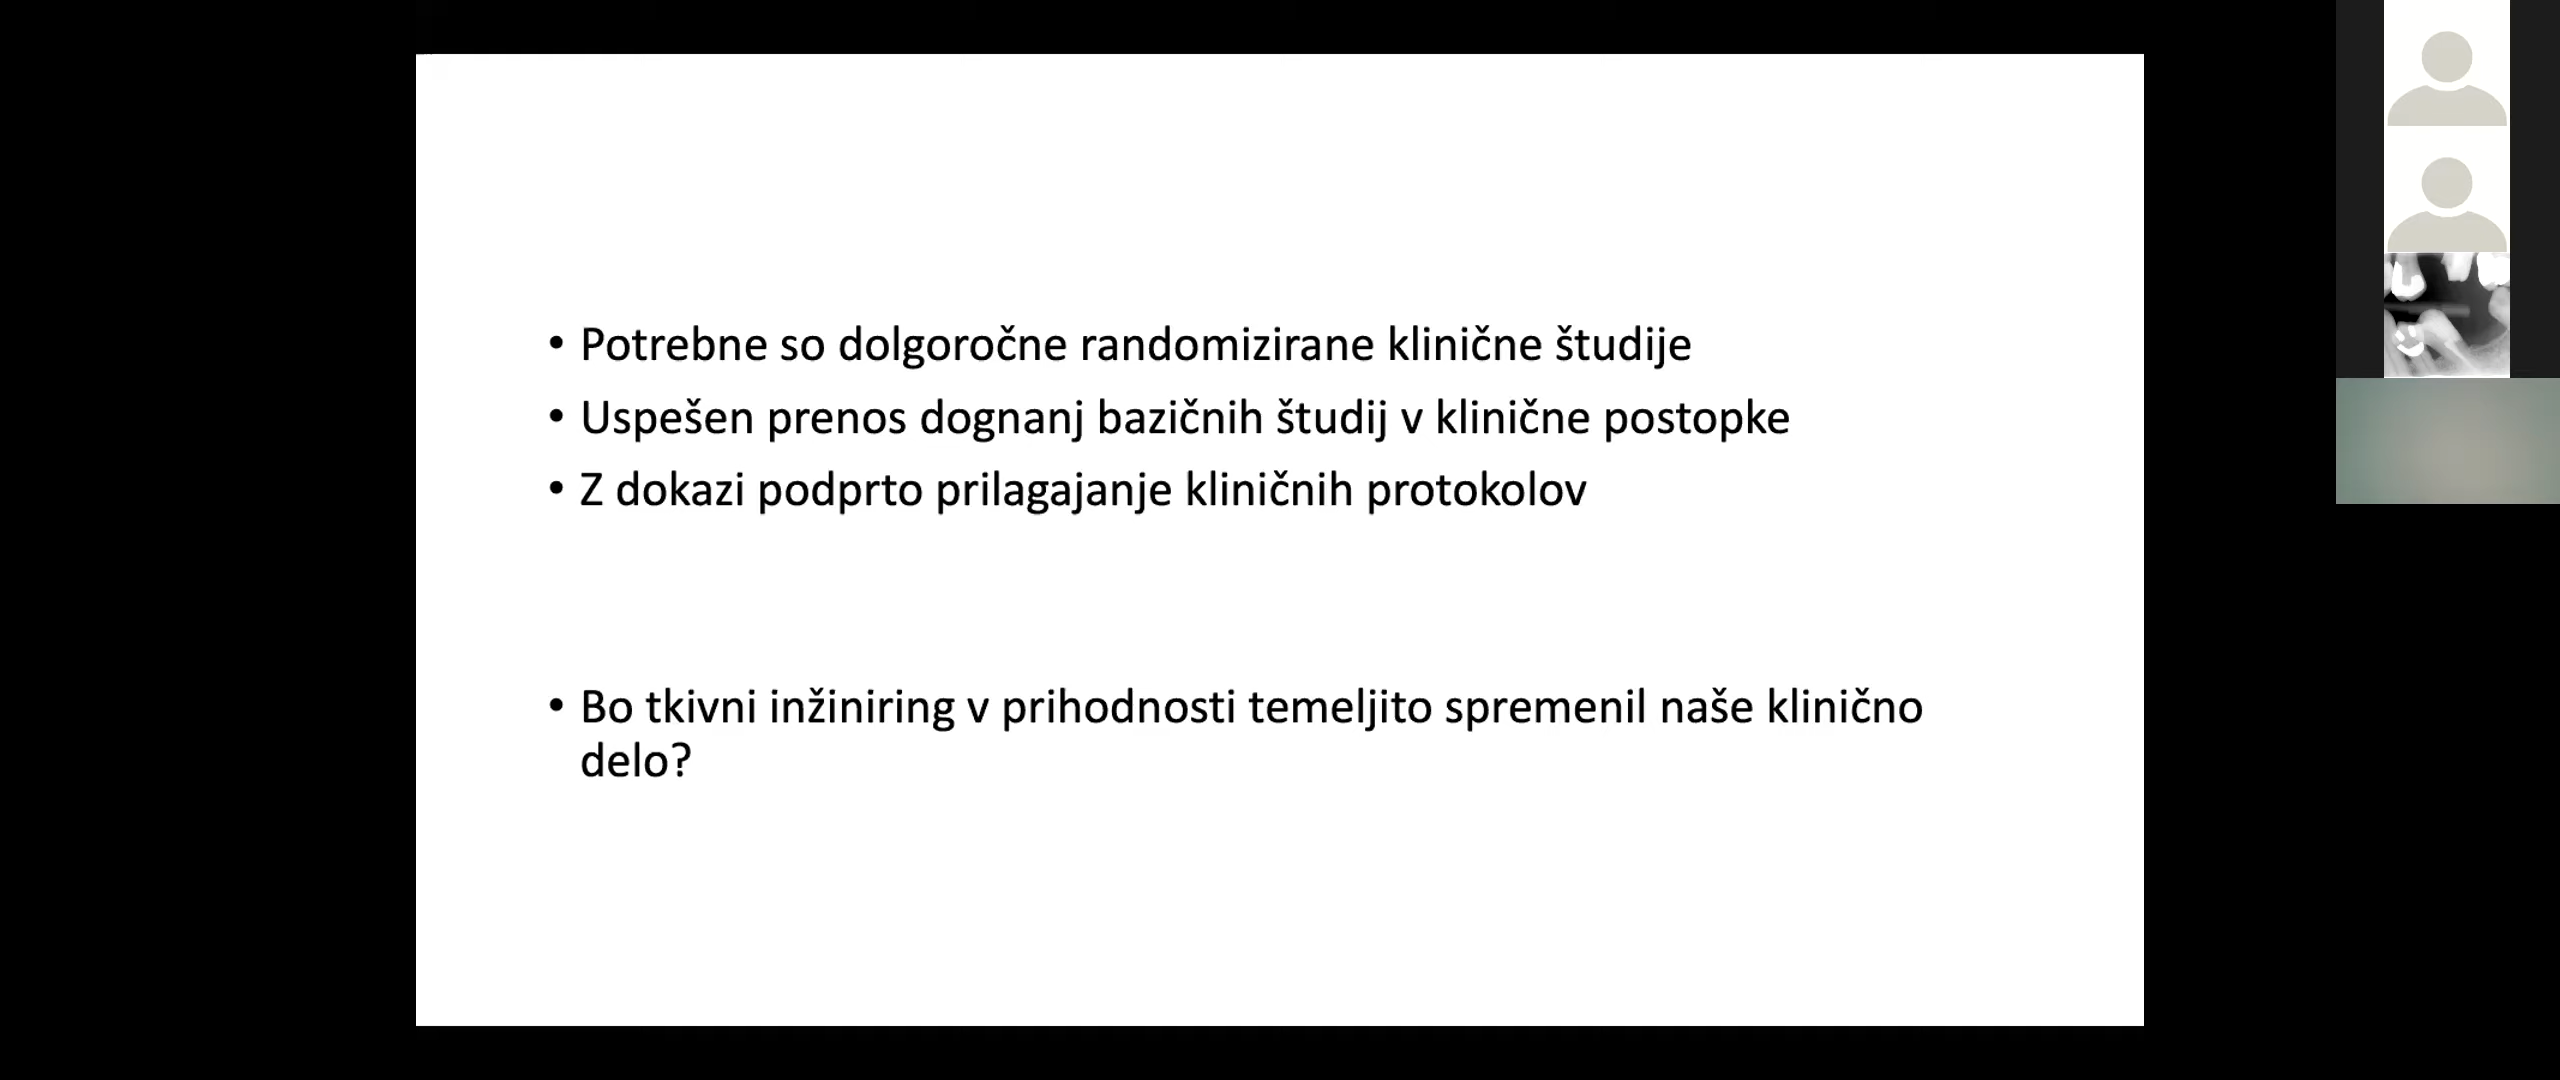 • Potrebne so dolgoročne randomizirane klinične študije
• Uspešen prenos dognanj bazičnih študij v klinične postopke
• Z dokazi podprto prilagajanje kliničnih protokolov
• Bo tkivni inžiniring v prihodnosti temeljito spremenil naše klinično
delo?